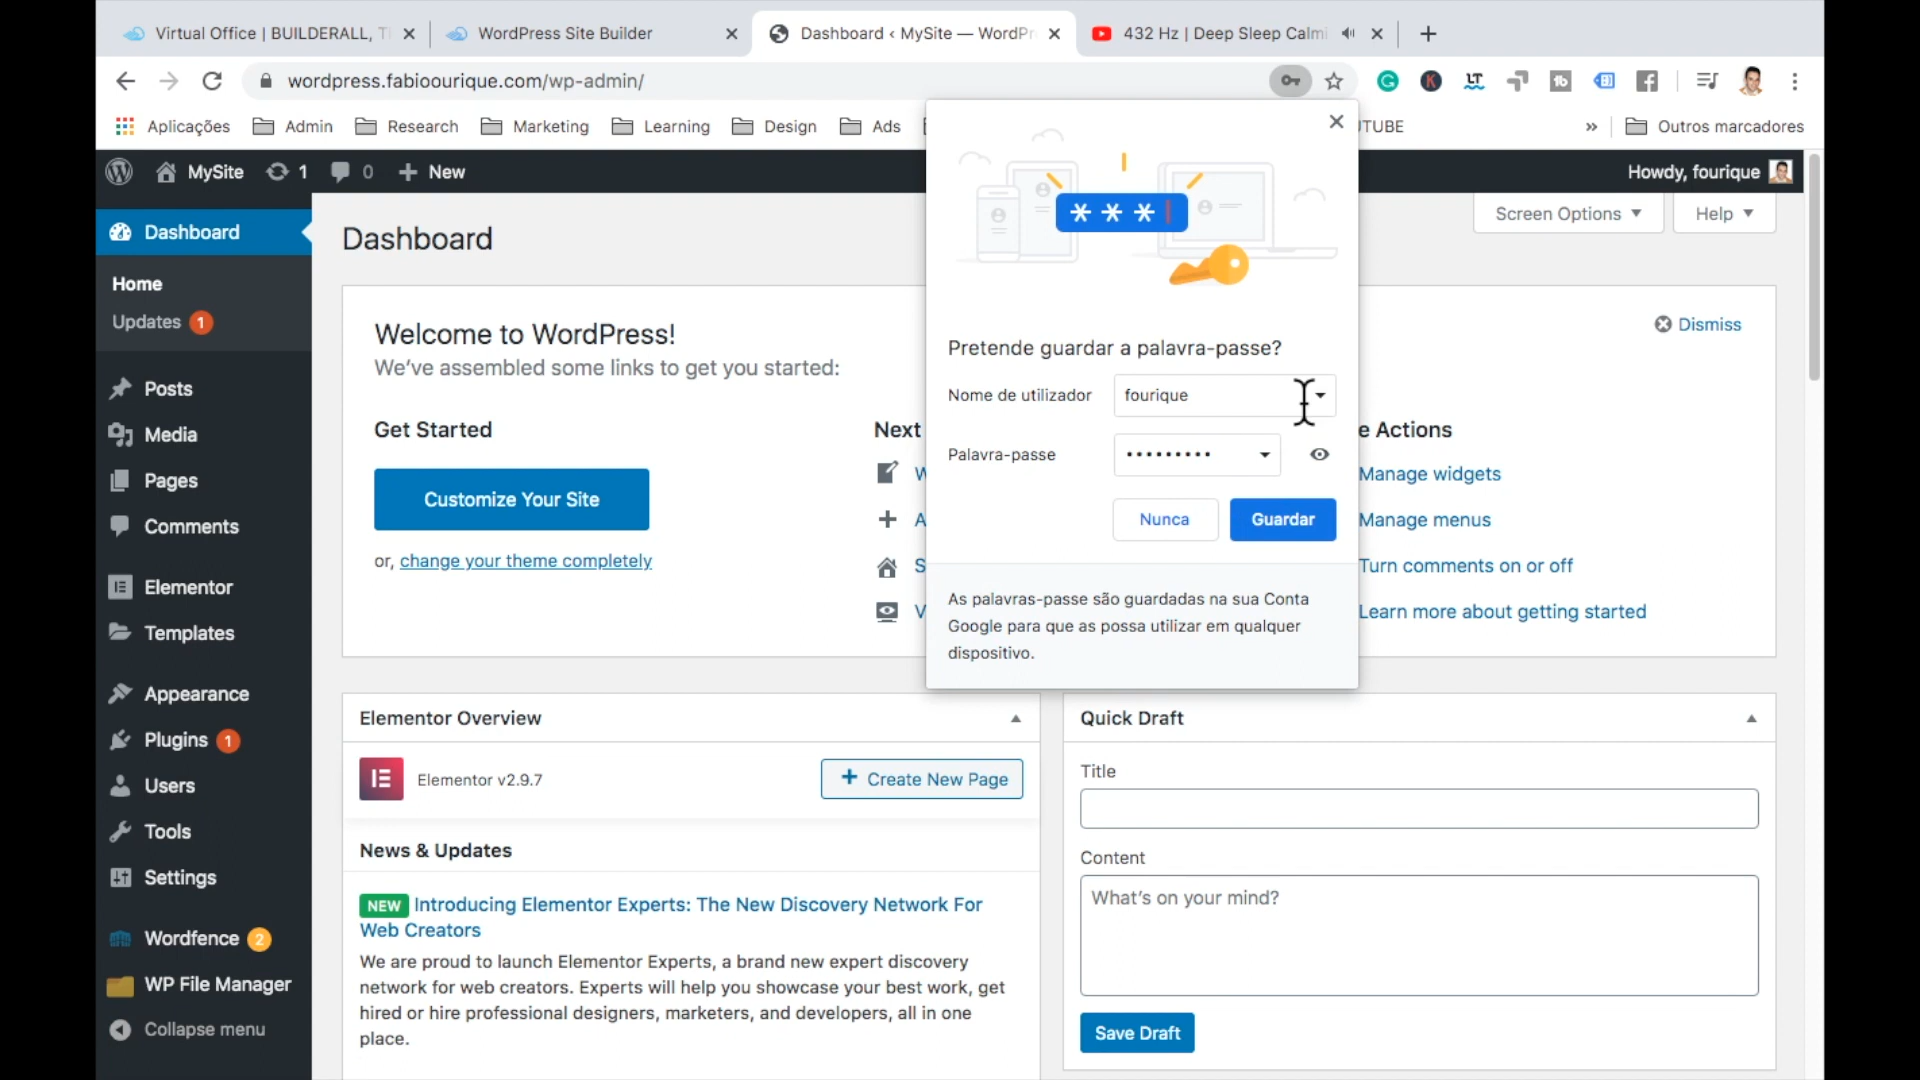 Virtual Office | BUILDERALL, T
WordPress Site Builder
Dashboard ‹ MySite — WordPr
432 Hz | Deep Sleep Calmi
wordpress.fabioourique.com/wp-admin/
Aplicações
Admin
Research
Marketing
Learning
Design
Ads
TUBE
»
Outros marcadores
MySite
1
0
New
Howdy, fourique
Dashboard
Home
Updates 1
Posts
Media
Pages
Comments
Elementor
Templates
Appearance
Plugins 1
Users
Tools
Settings
Wordfence 2
WP File Manager
Collapse menu
Screen Options
Help
Dashboard
Welcome to WordPress!
We've assembled some links to get you started:
Dismiss
Get Started
Customize Your Site
or, change your theme completely
Next
W
A
S
V
e Actions
Manage widgets
Manage menus
Turn comments on or off
Learn more about getting started
* * * |
Pretende guardar a palavra-passe?
Nome de utilizador
fourique
Palavra-passe
•••••••••
Nunca
Guardar
As palavras-passe são guardadas na sua Conta
Google para que as possa utilizar em qualquer
dispositivo.
Elementor Overview
Elementor v2.9.7
+ Create New Page
News & Updates
NEW Introducing Elementor Experts: The New Discovery Network For
Web Creators
We are proud to launch Elementor Experts, a brand new expert discovery
network for web creators. Experts will help you showcase your best work, get
hired or hire professional designers, marketers, and developers, all in one
place.
Quick Draft
Title
Content
What's on your mind?
Save Draft